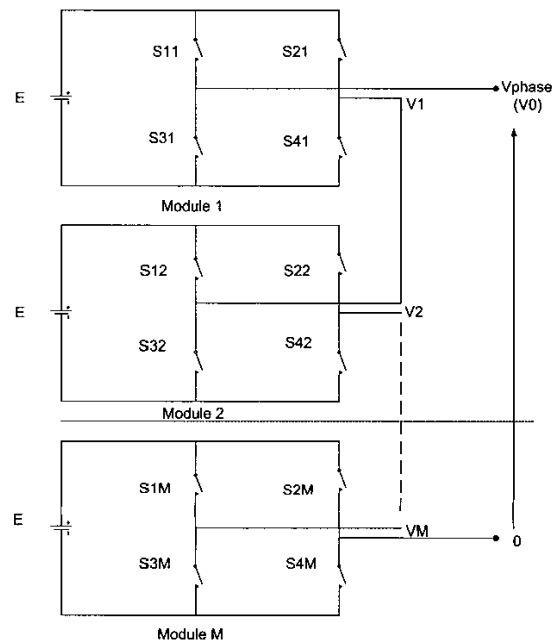 S11
S21
Vphase
(V0)
E
V1
S31
S41
Module 1
S12
S22
E
V2
S32
S42
Module 2
S1M
S2M
E
VM
0
S3M
S4M
Module M